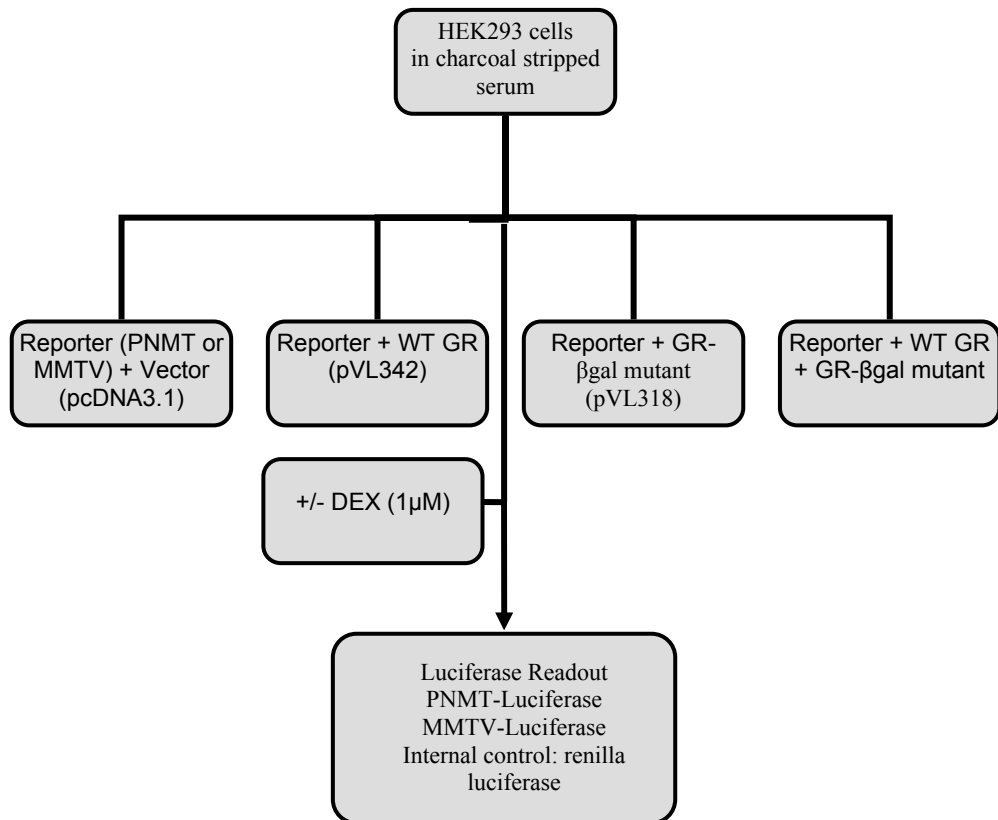 HEK293 cells
in charcoal stripped
serum
Reporter (PNMT or
MMTV) + Vector
(pcDNA3.1)
Reporter + WT GR
(pVL342)
Reporter + GR-
βgal mutant
(pVL318)
Reporter + WT GR
+ GR-βgal mutant
+/- DEX (1µM)
Luciferase Readout
PNMT-Luciferase
MMTV-Luciferase
Internal control: renilla
luciferase